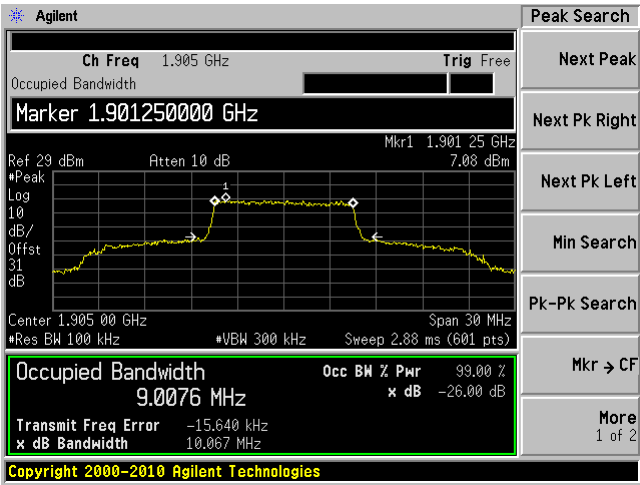 Agilent
Peak Search
Ch Freq 1.905 GHz Trig Free
Occupied Bandwidth
Marker 1.901250000 GHz
Mkr1 1.901 25 GHz
Ref 29 dBm Atten 10 dB 7.08 dBm
#Peak
Log
10
dB/
Offst
31
dB
1
Center 1.905 00 GHz Span 30 MHz
#Res BW 100 kHz #VBW 300 kHz Sweep 2.88 ms (601 pts)
Occupied Bandwidth
9.0076 MHz
Occ BW % Pwr 99.00 %
x dB -26.00 dB
Transmit Freq Error -15.640 kHz
x dB Bandwidth 10.067 MHz
Copyright 2000-2010 Agilent Technologies
Next Peak
Next Pk Right
Next Pk Left
Min Search
Pk-Pk Search
Mkr → CF
More
1 of 2